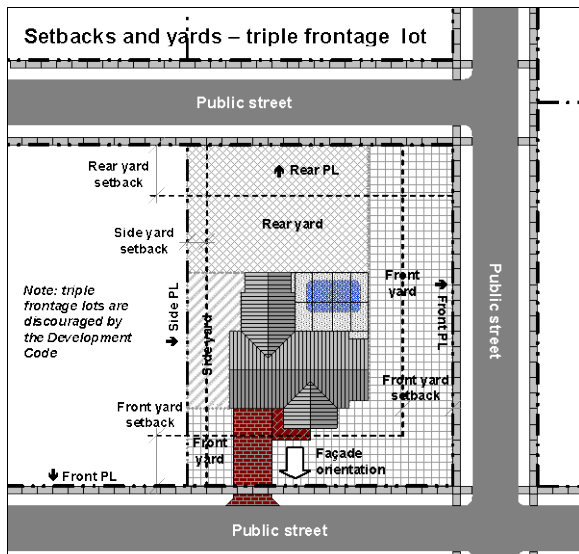 Setbacks and yards – triple frontage lot
Public street
Rear yard
setback
Rear PL
Side yard
setback
Rear yard
Note: triple
frontage lots are
discouraged by
the Development
Code
Side PL
Side yard
Front
yard
Front PL
Public street
Front yard
setback
Front yard
setback
Front
yard
Façade
orientation
Front PL
Public street